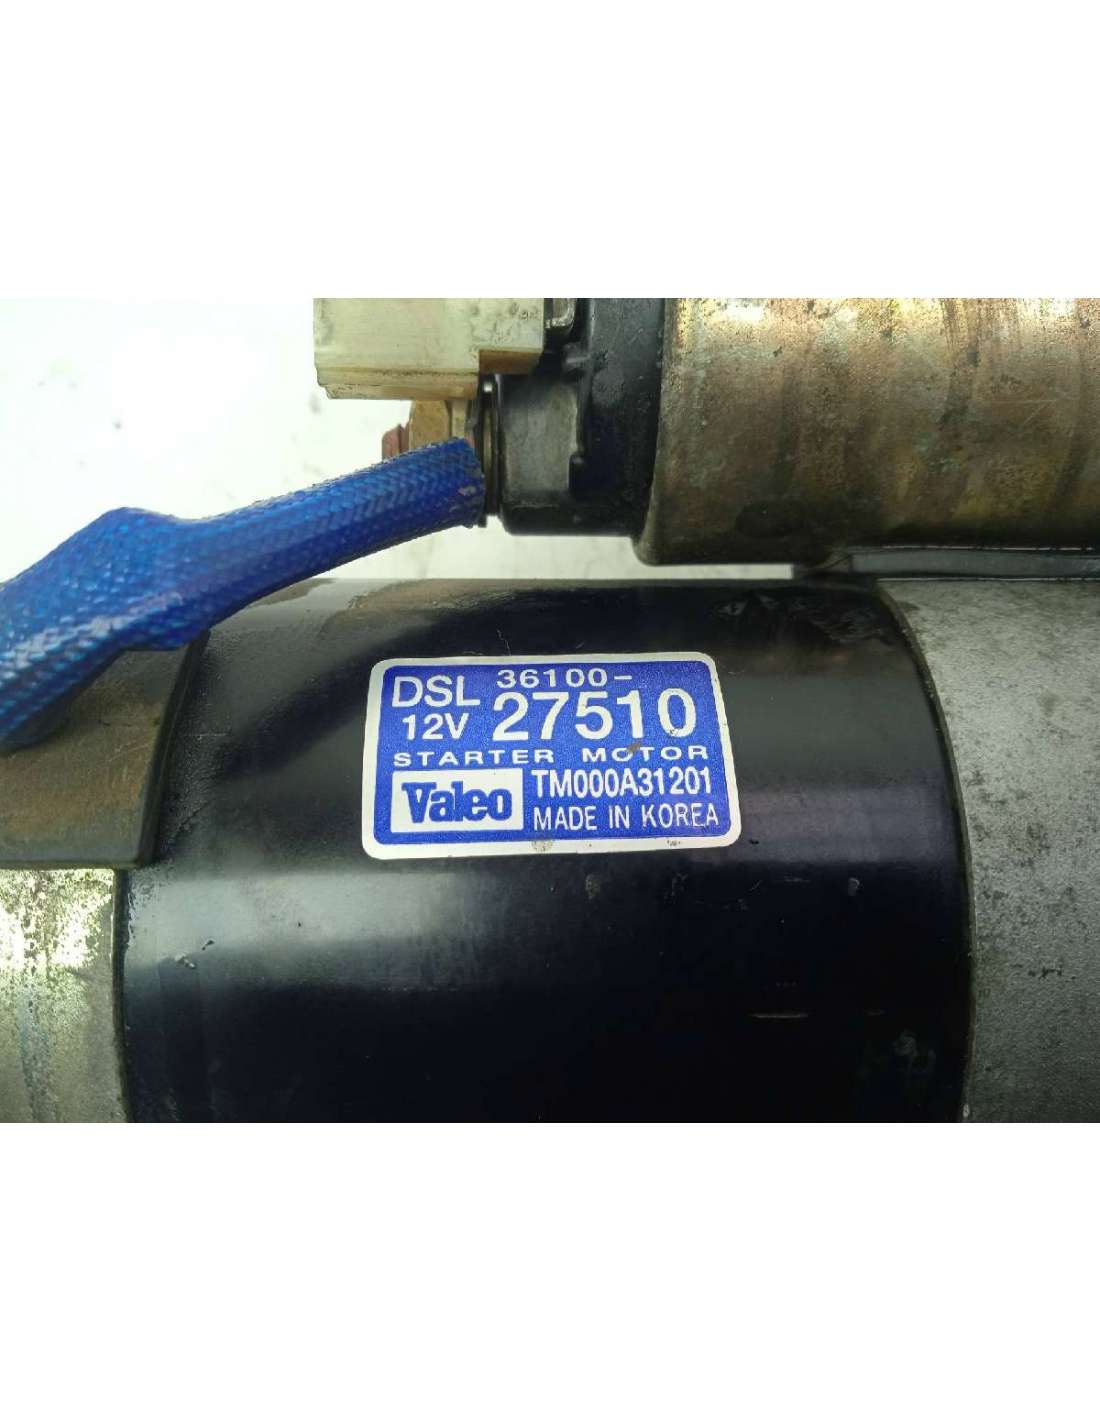 DSL 36100-
12V 27510
STARTER MOTOR
Valeo TM000A31201
MADE IN KOREA